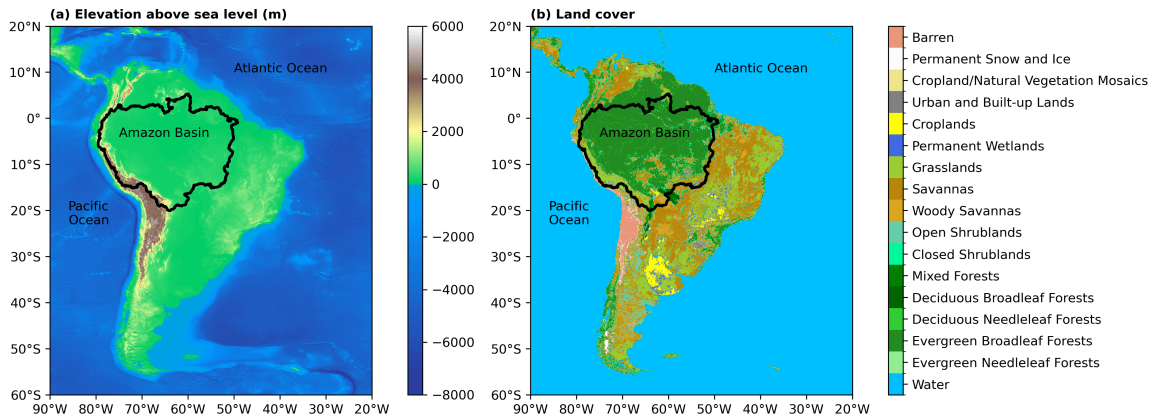 (a) Elevation above sea level (m)
20°N
10°N
0°
10°S
20°S
30°S
40°S
50°S
60°S
90°W
80°W
70°W
60°W
50°W
40°W
30°W
20°W
Atlantic Ocean
Amazon Basin
Pacific
Ocean
6000
4000
2000
0
−2000
−4000
−6000
−8000
(b) Land cover
20°N
10°N
0°
10°S
20°S
30°S
40°S
50°S
60°S
90°W
80°W
70°W
60°W
50°W
40°W
30°W
20°W
Atlantic Ocean
Amazon Basin
Pacific
Ocean
Barren
Permanent Snow and Ice
Cropland/Natural Vegetation Mosaics
Urban and Built-up Lands
Croplands
Permanent Wetlands
Grasslands
Savannas
Woody Savannas
Open Shrublands
Closed Shrublands
Mixed Forests
Deciduous Broadleaf Forests
Deciduous Needleleaf Forests
Evergreen Broadleaf Forests
Evergreen Needleleaf Forests
Water